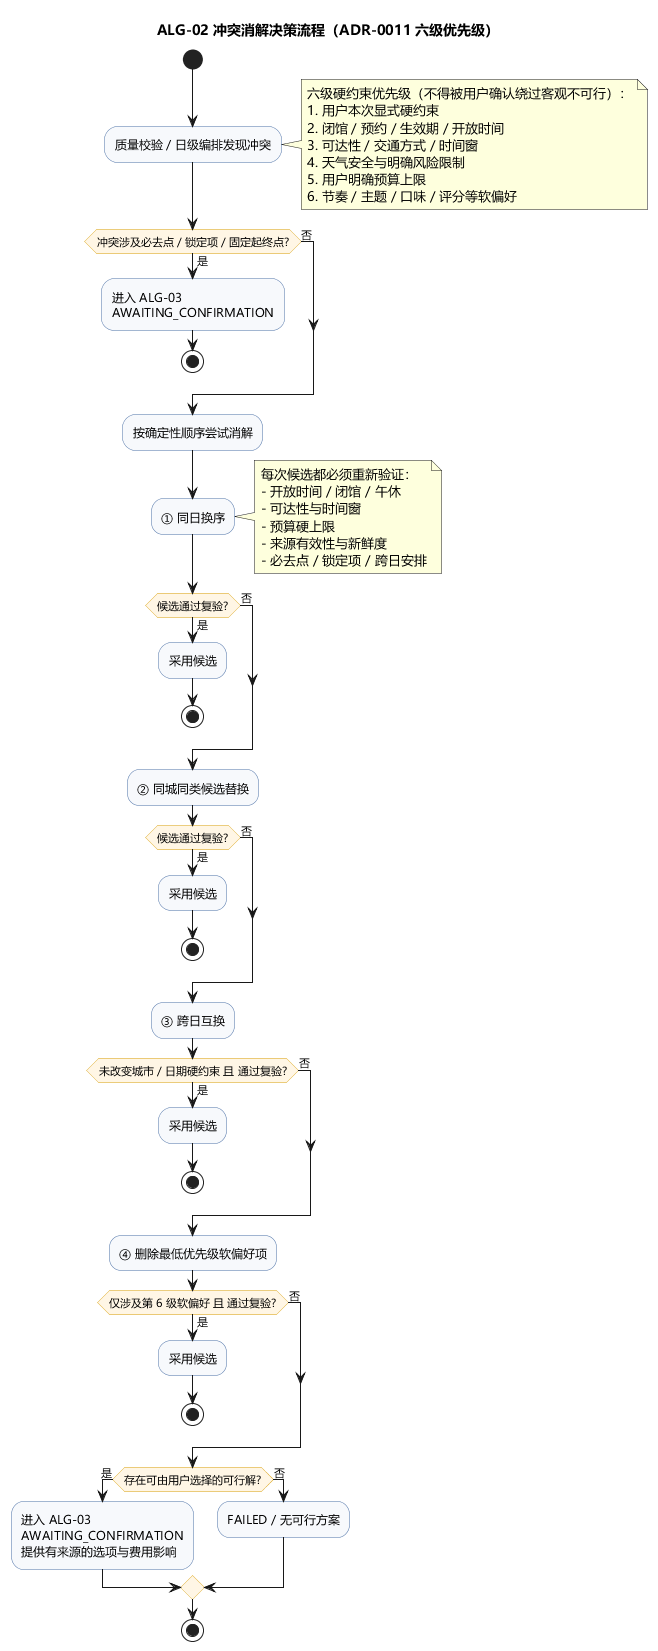 ALG-02 冲突消解决策流程（ADR-0011 六级优先级）
六级硬约束优先级（不得被用户确认绕过客观不可行）：
1. 用户本次显式硬约束
2. 闭馆 / 预约 / 生效期 / 开放时间
3. 可达性 / 交通方式 / 时间窗
4. 天气安全与明确风险限制
5. 用户明确预算上限
6. 节奏 / 主题 / 口味 / 评分等软偏好
质量校验 / 日级编排发现冲突
冲突涉及必去点 / 锁定项 / 固定起终点?
否
是
进入 ALG-03
AWAITING_CONFIRMATION
按确定性顺序尝试消解
每次候选都必须重新验证：
- 开放时间 / 闭馆 / 午休
- 可达性与时间窗
- 预算硬上限
- 来源有效性与新鲜度
- 必去点 / 锁定项 / 跨日安排
① 同日换序
候选通过复验?
否
是
采用候选
② 同城同类候选替换
候选通过复验?
否
是
采用候选
③ 跨日互换
未改变城市 / 日期硬约束 且 通过复验?
否
是
采用候选
④ 删除最低优先级软偏好项
仅涉及第 6 级软偏好 且 通过复验?
否
是
采用候选
是
存在可由用户选择的可行解?
否
进入 ALG-03
AWAITING_CONFIRMATION
提供有来源的选项与费用影响
FAILED / 无可行方案